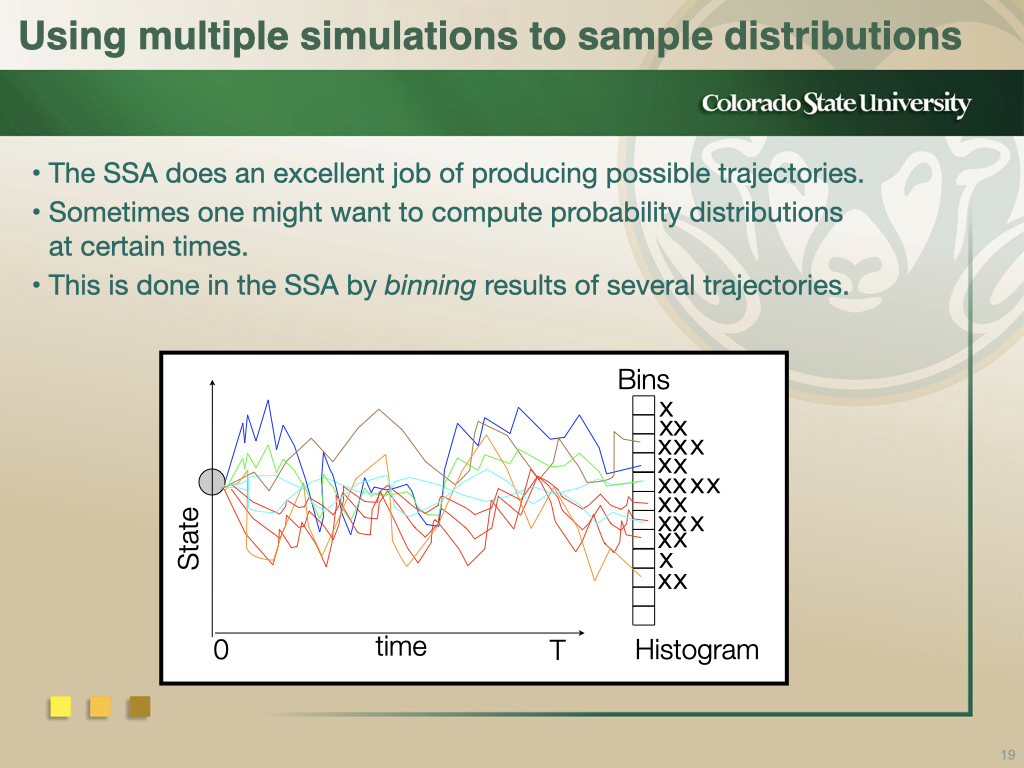 Using multiple simulations to sample distributions
Colorado State University
• The SSA does an excellent job of producing possible trajectories.
• Sometimes one might want to compute probability distributions
at certain times.
• This is done in the SSA by binning results of several trajectories.
Bins
x
xx
xxx
xx
xxxx
xx
xxx
xx
x
xx
State
0
time
T
Histogram
19